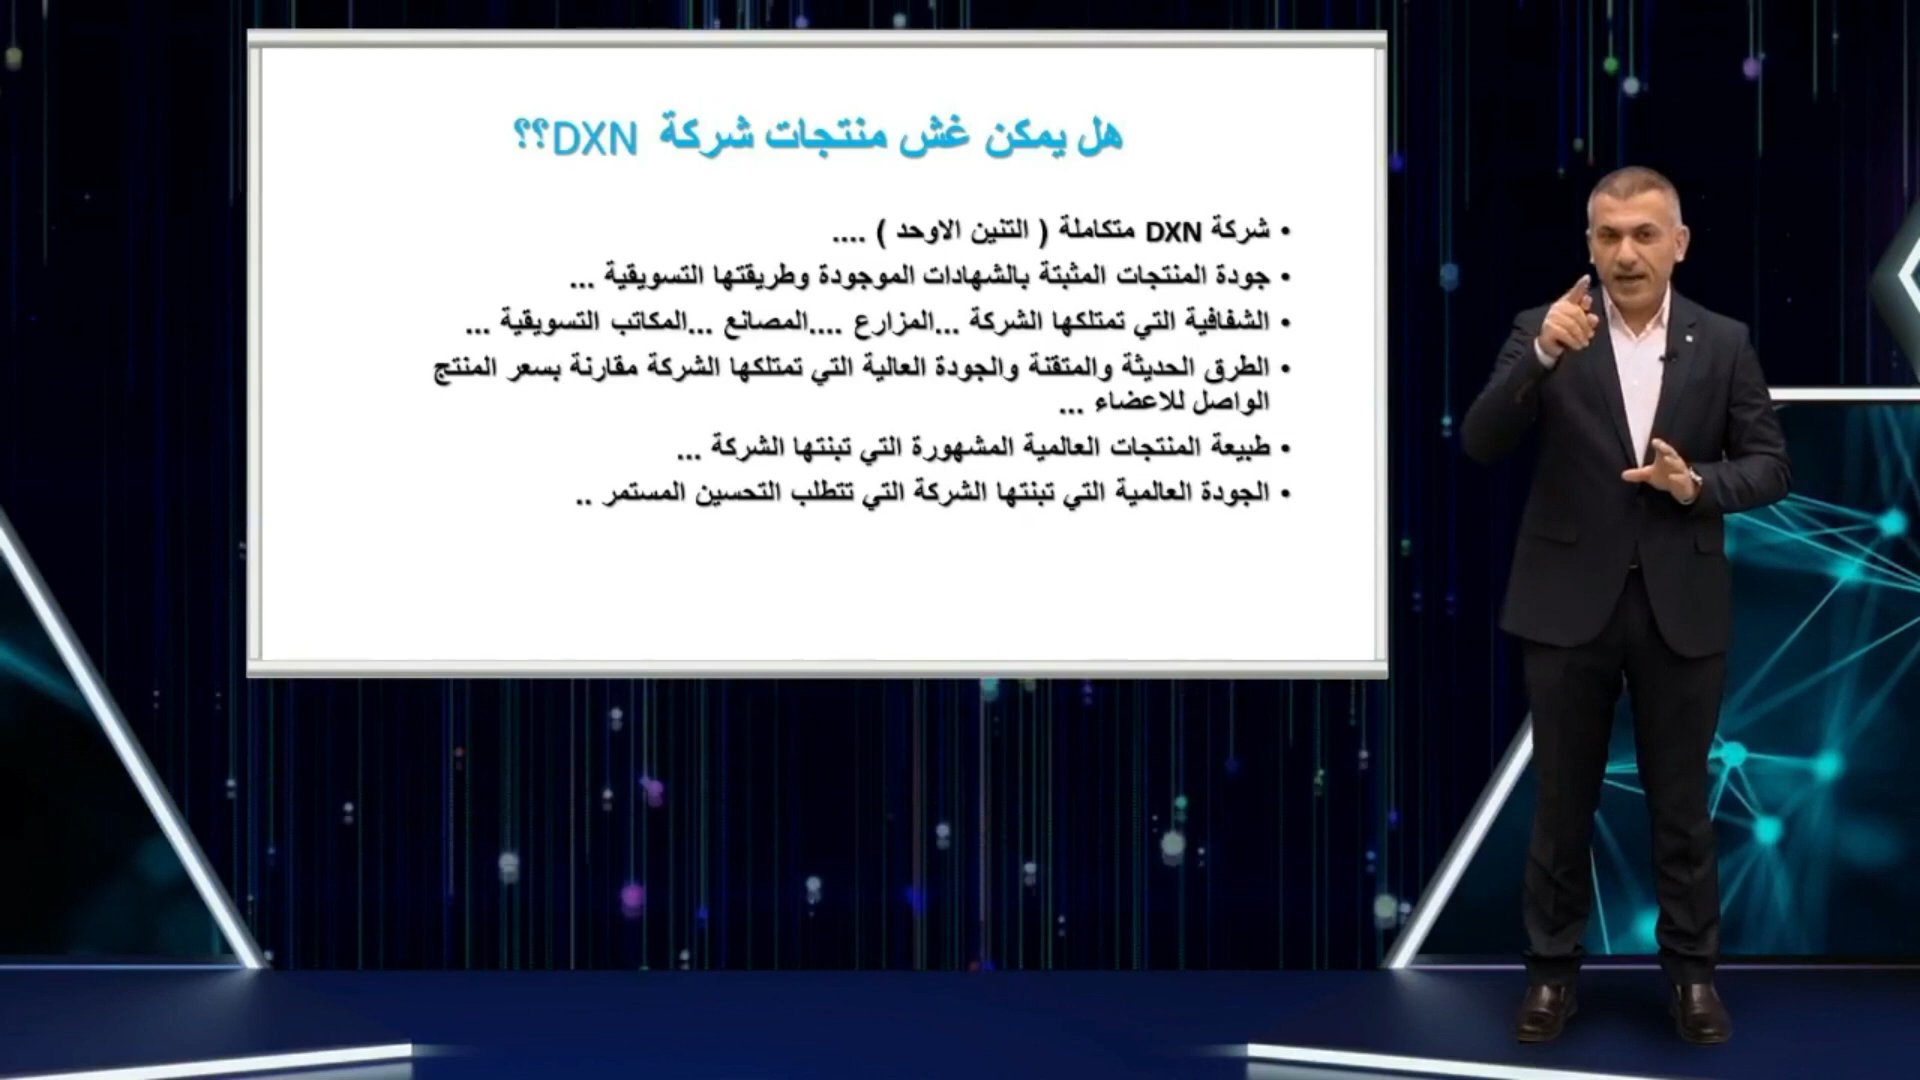 هل يمكن غش منتجات شركة DXN؟؟
• شركة DXN متكاملة ( التنين الاوحد ) ....
• جودة المنتجات المثبتة بالشهادات الموجودة وطريقتها التسويقية ...
• الشفافية التي تمتلكها الشركة ...المزارع ....المصانع ...المكاتب التسويقية ...
• الطرق الحديثة والمتقنة والجودة العالية التي تمتلكها الشركة مقارنة بسعر المنتج
الواصل للاعضاء ...
• طبيعة المنتجات العالمية المشهورة التي تبنتها الشركة ...
• الجودة العالمية التي تبنتها الشركة التي تتطلب التحسين المستمر ..